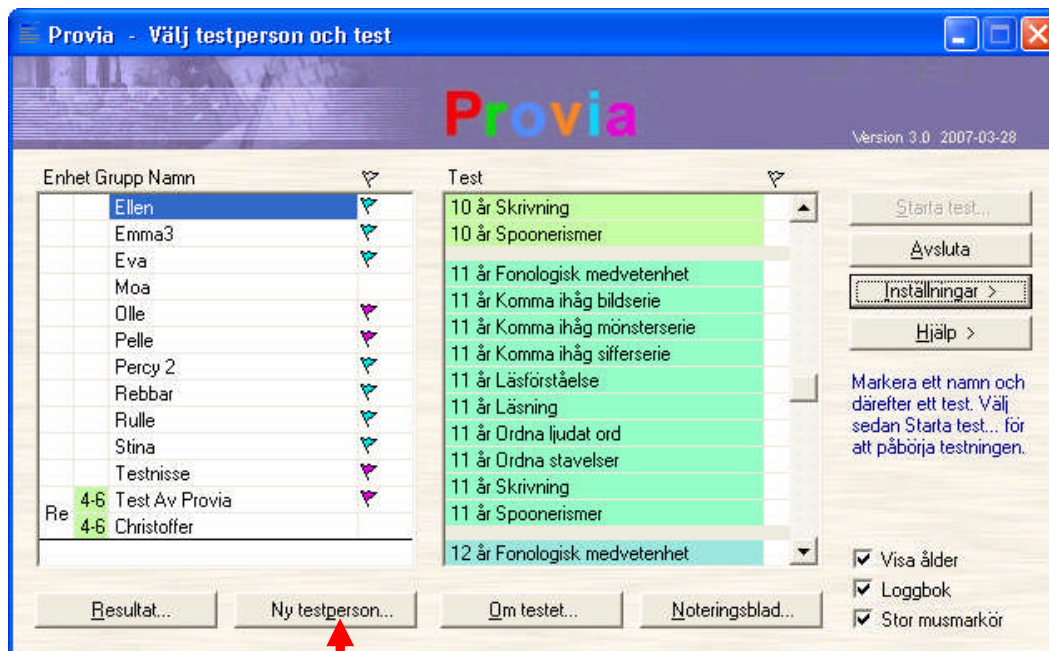 Provia - Välj testperson och test
Provia
Version 3.0 2007-03-28
Enhet Grupp Namn
Ellen
Emma3
Eva
Moa
Olle
Pelle
Percy 2
Rebbar
Rulle
Stina
Testnisse
Re
4-6 Test Av Provia
4-6 Christoffer
Test
10 år Skrivning
10 år Spoonerismer
11 år Fonologisk medvetenhet
11 år Komma ihåg bildserie
11 år Komma ihåg mönsterserie
11 år Komma ihåg sifferserie
11 år Läsförståelse
11 år Läsning
11 år Ordna ljudat ord
11 år Ordna stavelser
11 år Skrivning
11 år Spoonerismer
12 år Fonologisk medvetenhet
Starta test...
Avsluta
Inställningar >
Hjälp >
Markera ett namn och
därefter ett test. Välj
sedan Starta test... för
att påbörja testningen.
Visa ålder
Loggbok
Stor musmarkör
Resultat...
Ny testperson...
Om testet...
Noteringsblad...